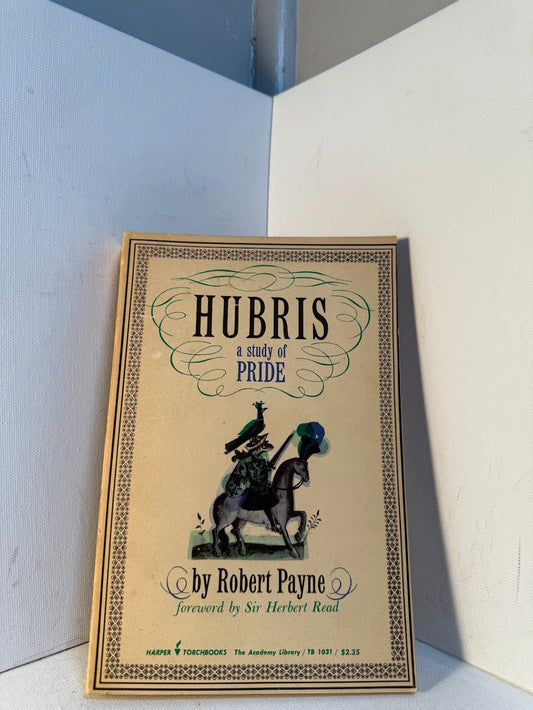 HUBRIS
a study of
PRIDE
by Robert Payne
foreword by Sir Herbert Read
HARPER TORCHBOOKS The Academy Library / TB 1031 / $2.35